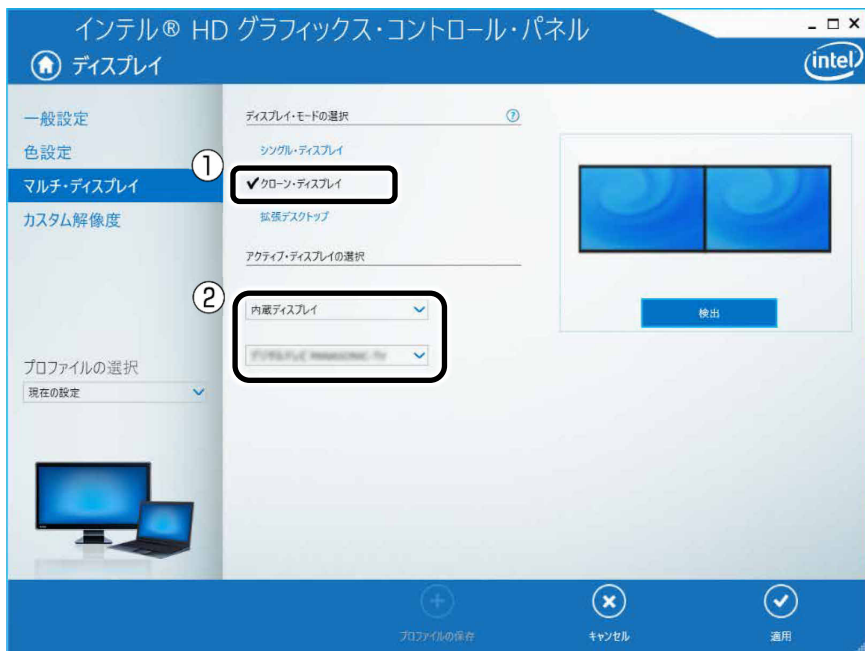 インテル® HD グラフィックス・コントロール・パネル
ディスプレイ
intel
一般設定
色設定
マルチ・ディスプレイ
カスタム解像度
プロファイルの選択
現在の設定
ディスプレイ・モードの選択
?
シングル・ディスプレイ
①
✔クローン・ディスプレイ
拡張デスクトップ
アクティブ・ディスプレイの選択
②
内蔵ディスプレイ
検出
プロファイルの保存
キャンセル
適用